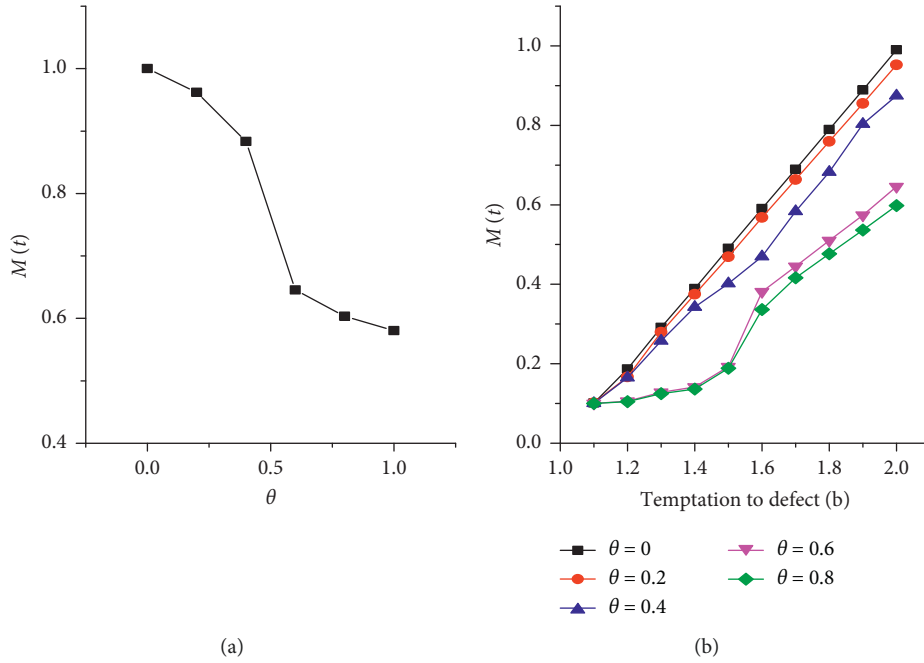 M (t)
1.0
0.8
0.6
0.4
0.0
0.5
1.0
θ
(a)
M (t)
1.0
0.8
0.6
0.4
0.2
0.0
1.0
1.2
1.4
1.6
1.8
2.0
Temptation to defect (b)
θ = 0
θ = 0.2
θ = 0.4
θ = 0.6
θ = 0.8
(b)